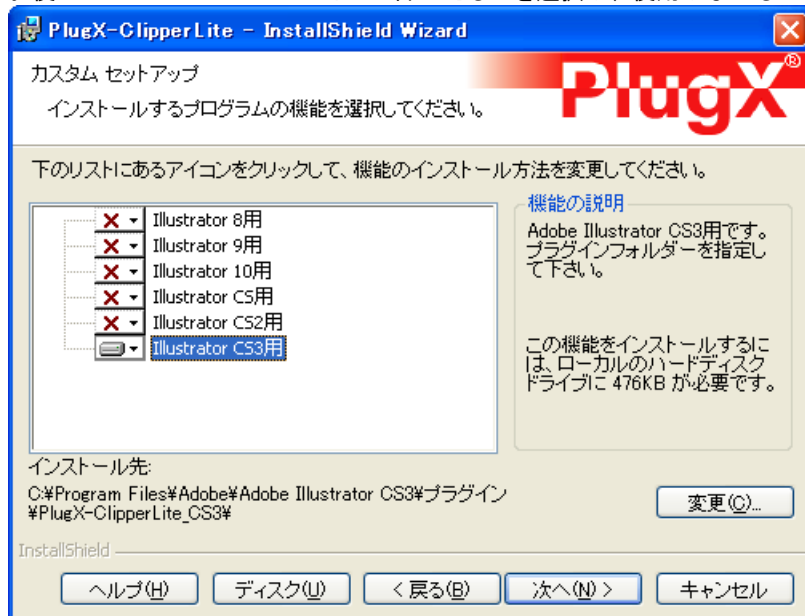 PlugX-ClipperLite - InstallShield Wizard
カスタム セットアップ
インストールするプログラムの機能を選択してください。
PlugX®
下のリストにあるアイコンをクリックして、機能のインストール方法を変更してください。
Illustrator 8用
Illustrator 9用
Illustrator 10用
Illustrator CS用
Illustrator CS2用
Illustrator CS3用
機能の説明
Adobe Illustrator CS3用です。
プラグインフォルダーを指定し
て下さい。
この機能をインストールするに
は、ローカルのハードディスク
ドライブに 476KB が必要です。
インストール先:
C:¥Program Files¥Adobe¥Adobe Illustrator CS3¥プラグイン
¥PlugX-ClipperLite_CS3¥
変更(C)...
InstallShield
ヘルプ(H)
ディスク(U)
< 戻る(B)
次へ(N) >
キャンセル